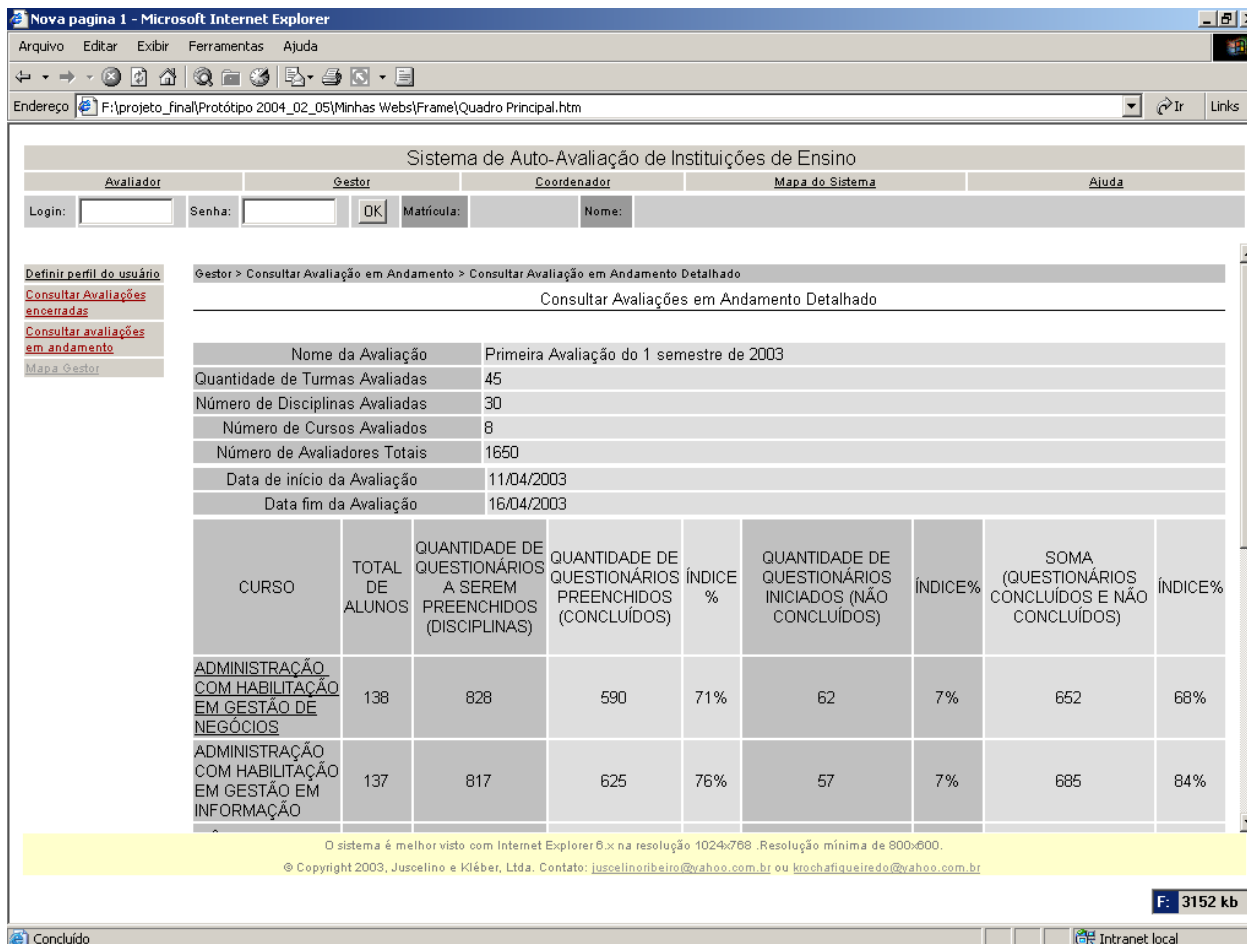 Nova pagina 1 - Microsoft Internet Explorer
Arquivo Editar Exibir Ferramentas Ajuda
Endereço F:\projeto_final\Protótipo 2004_02_05\Minhas Webs\Frame\Quadro Principal.htm Ir Links
Sistema de Auto-Avaliação de Instituições de Ensino
Avaliador Gestor Coordenador Mapa do Sistema Ajuda
Login: Senha: OK Matrícula: Nome:
Definir perfil do usuário
Consultar Avaliações
encerradas
Consultar avaliações
em andamento
Mapa Gestor
Gestor > Consultar Avaliação em Andamento > Consultar Avaliação em Andamento Detalhado
Consultar Avaliações em Andamento Detalhado
Nome da Avaliação Primeira Avaliação do 1 semestre de 2003
Quantidade de Turmas Avaliadas 45
Número de Disciplinas Avaliadas 30
Número de Cursos Avaliados 8
Número de Avaliadores Totais 1650
Data de início da Avaliação 11/04/2003
Data fim da Avaliação 16/04/2003
CURSO
TOTAL
DE
ALUNOS
QUANTIDADE DE
QUESTIONÁRIOS
A SEREM
PREENCHIDOS
(DISCIPLINAS)
QUANTIDADE DE
QUESTIONÁRIOS
PREENCHIDOS
(CONCLUÍDOS)
ÍNDICE
%
QUANTIDADE DE
QUESTIONÁRIOS
INICIADOS (NÃO
CONCLUÍDOS)
ÍNDICE%
SOMA
(QUESTIONÁRIOS
CONCLUÍDOS E NÃO
CONCLUÍDOS)
ÍNDICE%
ADMINISTRAÇÃO
COM HABILITAÇÃO
EM GESTÃO DE
NEGÓCIOS
138 828 590 71% 62 7% 652 68%
ADMINISTRAÇÃO
COM HABILITAÇÃO
EM GESTÃO EM
INFORMAÇÃO
137 817 625 76% 57 7% 685 84%
O sistema é melhor visto com Internet Explorer 6.x na resolução 1024x768 .Resolução mínima de 800x600.
© Copyright 2003, Juscelino e Kléber, Ltda. Contato: juscelinoribeiro@yahoo.com.br ou krochafigueiredo@yahoo.com.br
F: 3152 kb
Concluído Intranet local